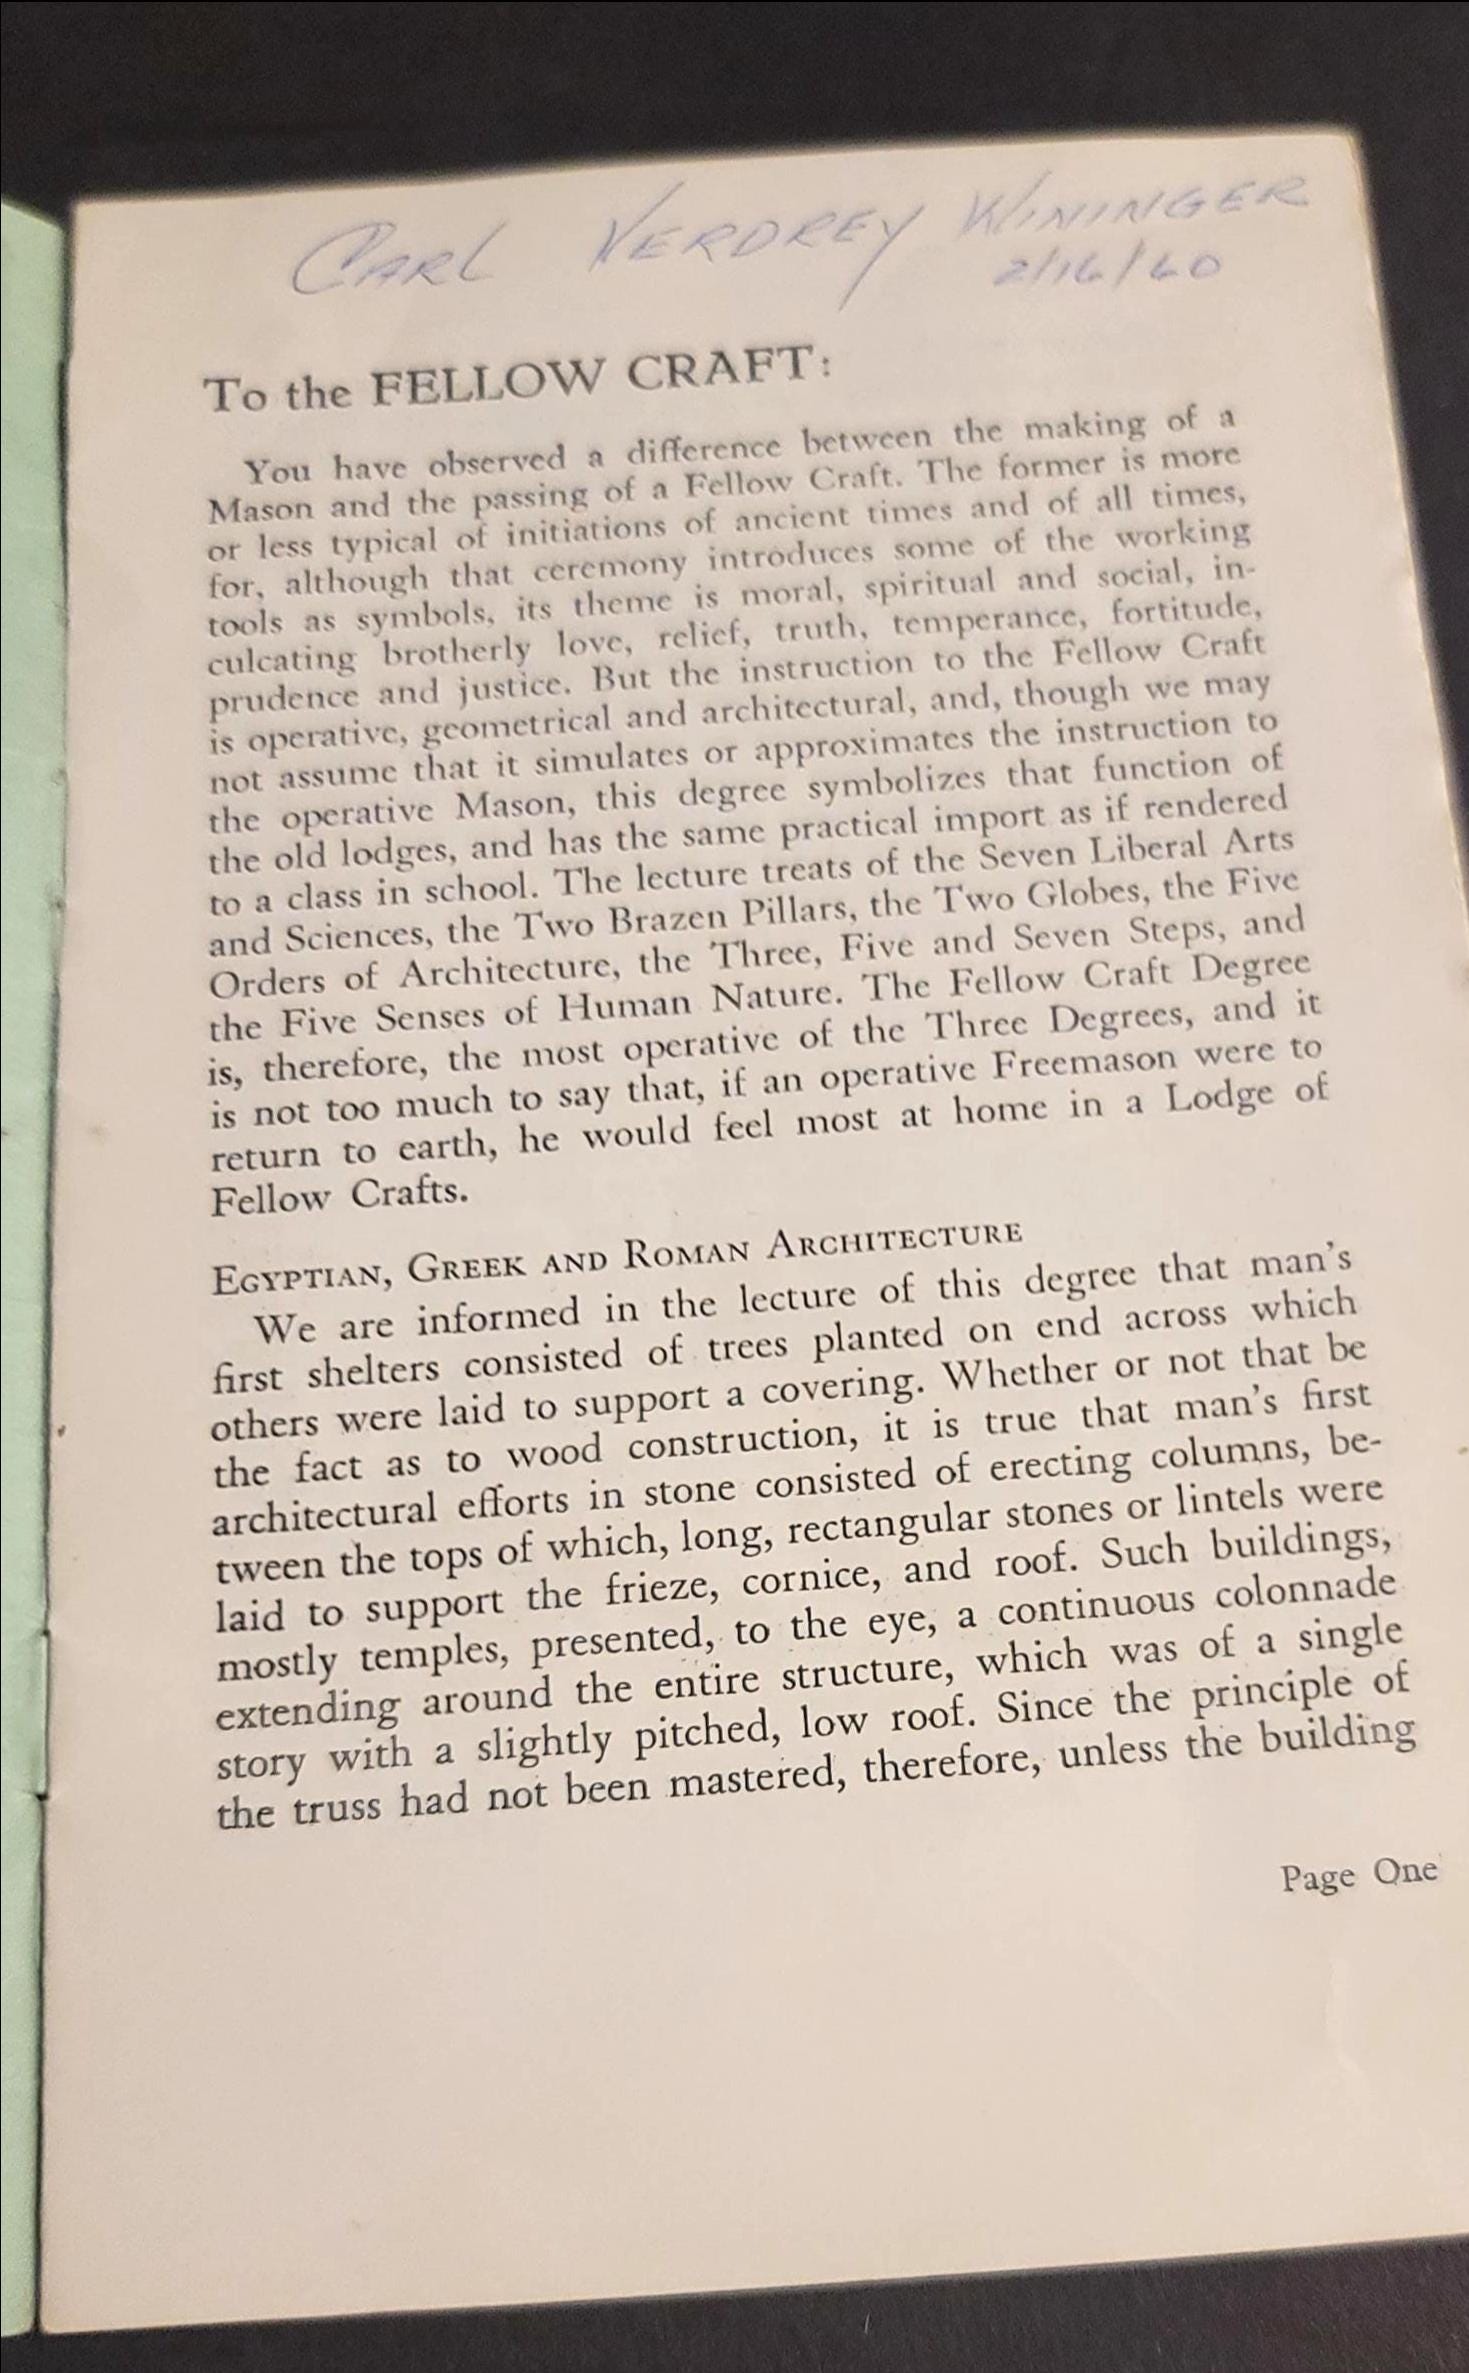 CARL VERDREY WININGER
2/16/60
To the FELLOW CRAFT:
You have observed a difference between the making of a
Mason and the passing of a Fellow Craft. The former is more
or less typical of initiations of ancient times and of all times,
for, although that ceremony introduces some of the working
tools as symbols, its theme is moral, spiritual and social, in-
culcating brotherly love, relief, truth, temperance, fortitude,
prudence and justice. But the instruction to the Fellow Craft
is operative, geometrical and architectural, and, though we may
not assume that it simulates or approximates the instruction to
the operative Mason, this degree symbolizes that function of
the old lodges, and has the same practical import as if rendered
to a class in school. The lecture treats of the Seven Liberal Arts
and Sciences, the Two Brazen Pillars, the Two Globes, the Five
Orders of Architecture, the Three, Five and Seven Steps, and
the Five Senses of Human Nature. The Fellow Craft Degree
is, therefore, the most operative of the Three Degrees, and it
is not too much to say that, if an operative Freemason were to
return to earth, he would feel most at home in a Lodge of
Fellow Crafts.
EGYPTIAN, GREEK AND ROMAN ARCHITECTURE
We are informed in the lecture of this degree that man's
first shelters consisted of trees planted on end across which
others were laid to support a covering. Whether or not that be
the fact as to wood construction, it is true that man's first
architectural efforts in stone consisted of erecting columns, be-
tween the tops of which, long, rectangular stones or lintels were
laid to support the frieze, cornice, and roof. Such buildings,
mostly temples, presented, to the eye, a continuous colonnade
extending around the entire structure, which was of a single
story with a slightly pitched, low roof. Since the principle of
the truss had not been mastered, therefore, unless the building
Page One